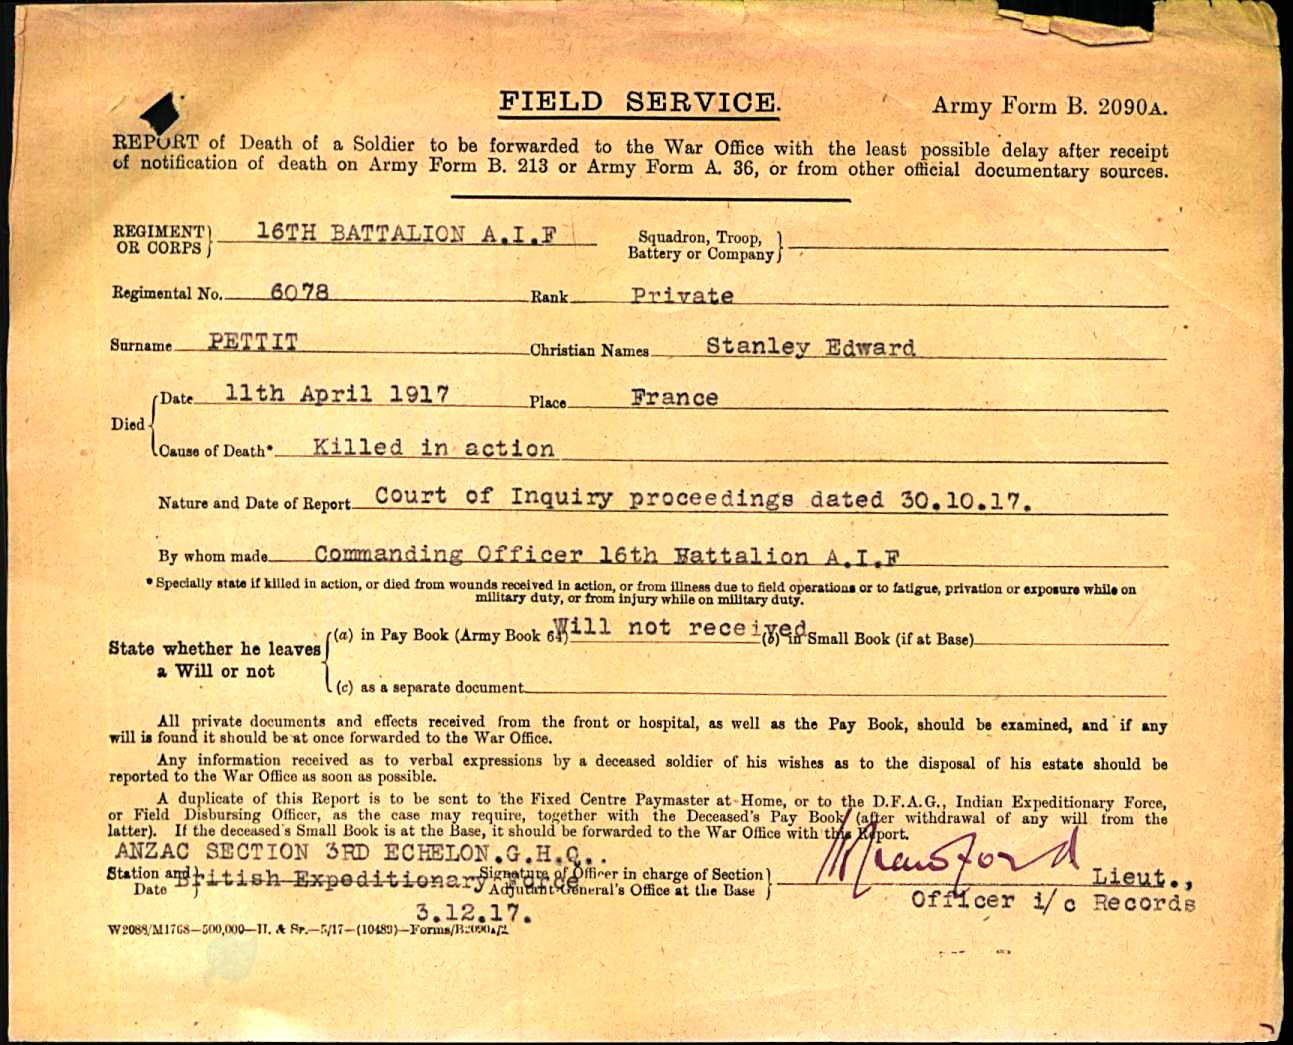 FIELD SERVICE.
Army Form B. 2090A.
REPORT of Death of a Soldier to be forwarded to the War Office with the least possible delay after receipt
of notification of death on Army Form B. 213 or Army Form A. 36, or from other official documentary sources.
REGIMENT OR CORPS } 16TH BATTALION A.I.F
Squadron, Troop, Battery or Company }
Regimental No. 6078 Rank Private
Surname PETTIT Christian Names Stanley Edward
Died { Date 11th April 1917 Place France
Cause of Death* Killed in action
Nature and Date of Report Court of Inquiry proceedings dated 30.10.17.
By whom made Commanding Officer 16th Battalion A.I.F
* Specially state if killed in action, or died from wounds received in action, or from illness due to field operations or to fatigue, privation or exposure while on
military duty, or from injury while on military duty.
State whether he leaves a Will or not { (a) in Pay Book (Army Book 64) Will not received (b) in Small Book (if at Base)
(c) as a separate document
All private documents and effects received from the front or hospital, as well as the Pay Book, should be examined, and if any
will is found it should be at once forwarded to the War Office.
Any information received as to verbal expressions by a deceased soldier of his wishes as to the disposal of his estate should be
reported to the War Office as soon as possible.
A duplicate of this Report is to be sent to the Fixed Centre Paymaster at Home, or to the D.F.A.G., Indian Expeditionary Force,
or Field Disbursing Officer, as the case may require, together with the Deceased's Pay Book (after withdrawal of any will from the
latter). If the deceased's Small Book is at the Base, it should be forwarded to the War Office with this Report.
ANZAC SECTION 3RD ECHELON.G.H.Q..
Station and Date } British Expeditionary Force
Signature of Officer in charge of Section Adjutant-General's Office at the Base } Crawford Lieut.,
Officer i/c Records
3.12.17.
W2088/M1768—500,000—H. & Sr.—5/17—(10489)—Forms/B2090A/2